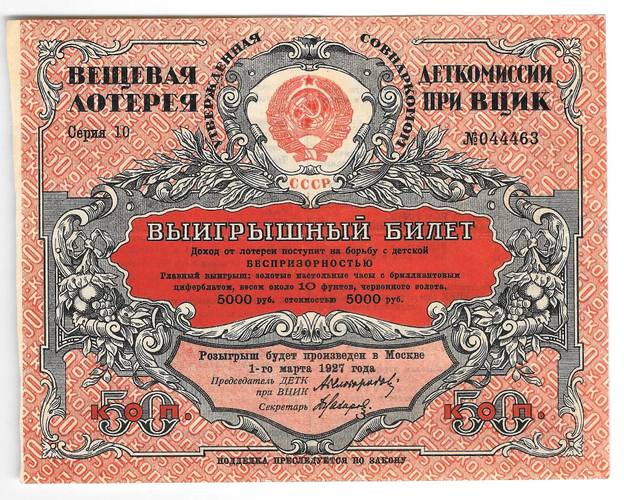 ВЕЩЕВАЯ
ЛОТЕРЕЯ
УТВЕРЖДЕННАЯ
СОВНАРКОМОМ
ДЕТКОМИССИИ
ПРИ ВЦИК
Серия 10
№044463
СССР
ВЫИГРЫШНЫЙ БИЛЕТ
Доход от лотереи поступит на борьбу с детской
БЕСПРИЗОРНОСТЬЮ
Главный выигрыш: золотые настольные часы с бриллиантовым
циферблатом, весом около 10 фунтов, червонного золота.
5000 руб. стоимостью 5000 руб.
Розыгрыш будет произведен в Москве
1-го марта 1927 года
Председатель ДЕТК
при ВЦИК
Секретарь
50 КОП.
50 КОП.
ПОДДЕЛКА ПРЕСЛЕДУЕТСЯ ПО ЗАКОНУ